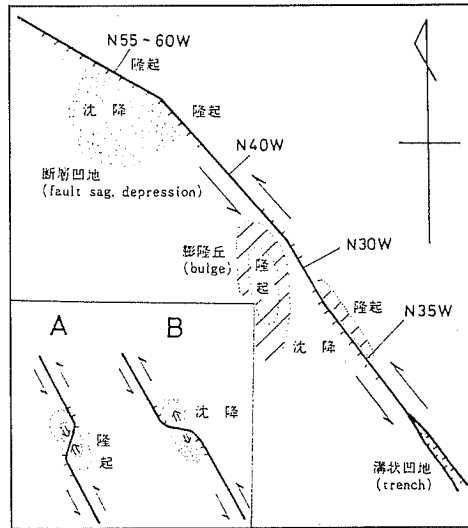 N55~60W
隆起
沈降
隆起
断層凹地
(fault sag, depression)
N40W
膨隆丘
(bulge)
隆起
N30W
隆起
沈降
N35W
溝状凹地
(trench)
A
隆起
B
沈降